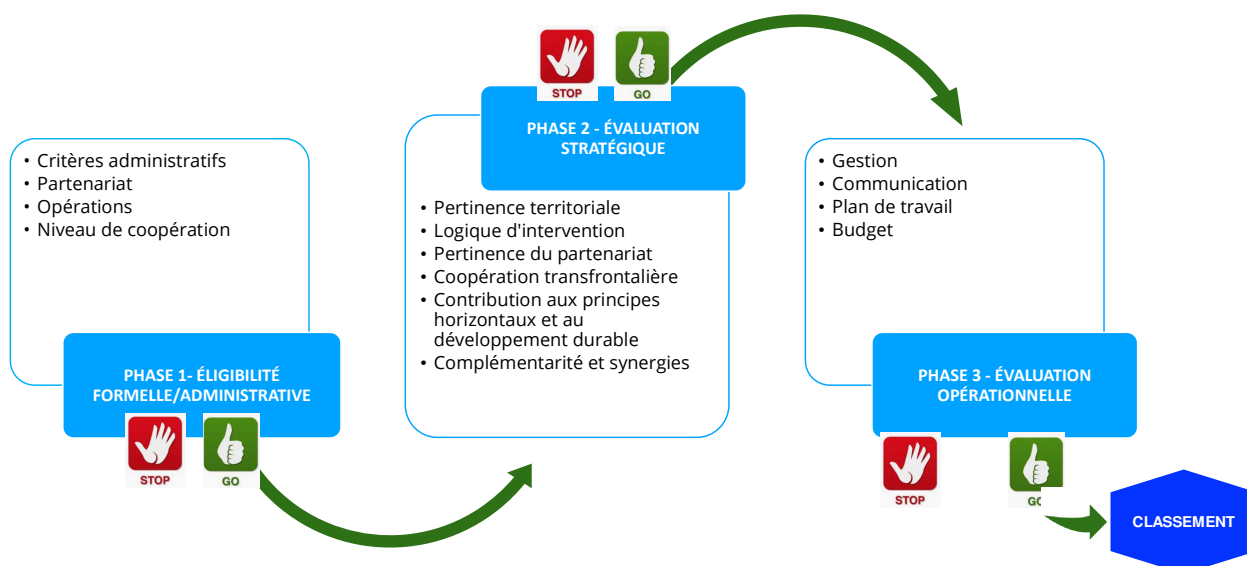 • Critères administratifs
• Partenariat
• Opérations
• Niveau de coopération
PHASE 1- ÉLIGIBILITÉ
FORMELLE/ADMINISTRATIVE
STOP
GO
STOP
GO
PHASE 2 - ÉVALUATION
STRATÉGIQUE
• Pertinence territoriale
• Logique d'intervention
• Pertinence du partenariat
• Coopération transfrontalière
• Contribution aux principes
horizontaux et au
développement durable
• Complémentarité et synergies
• Gestion
• Communication
• Plan de travail
• Budget
PHASE 3 - ÉVALUATION
OPÉRATIONNELLE
STOP
GO
CLASSEMENT